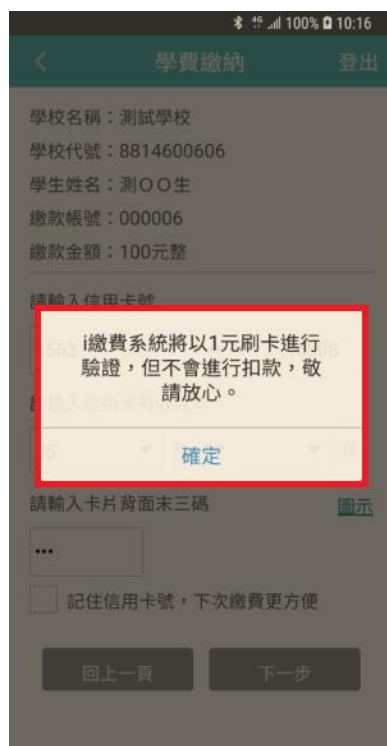 100% 10:16
學費繳納 登出
學校名稱：測試學校
學校代號：8814600606
學生姓名：測ＯＯ生
繳款帳號：000006
繳款金額：100元整
請輸入信用卡號
i繳費系統將以1元刷卡進行
驗證，但不會進行扣款，敬
請放心。
確定
請輸入卡片背面末三碼 圖示
•••
記住信用卡號，下次繳費更方便
回上一頁 下一步